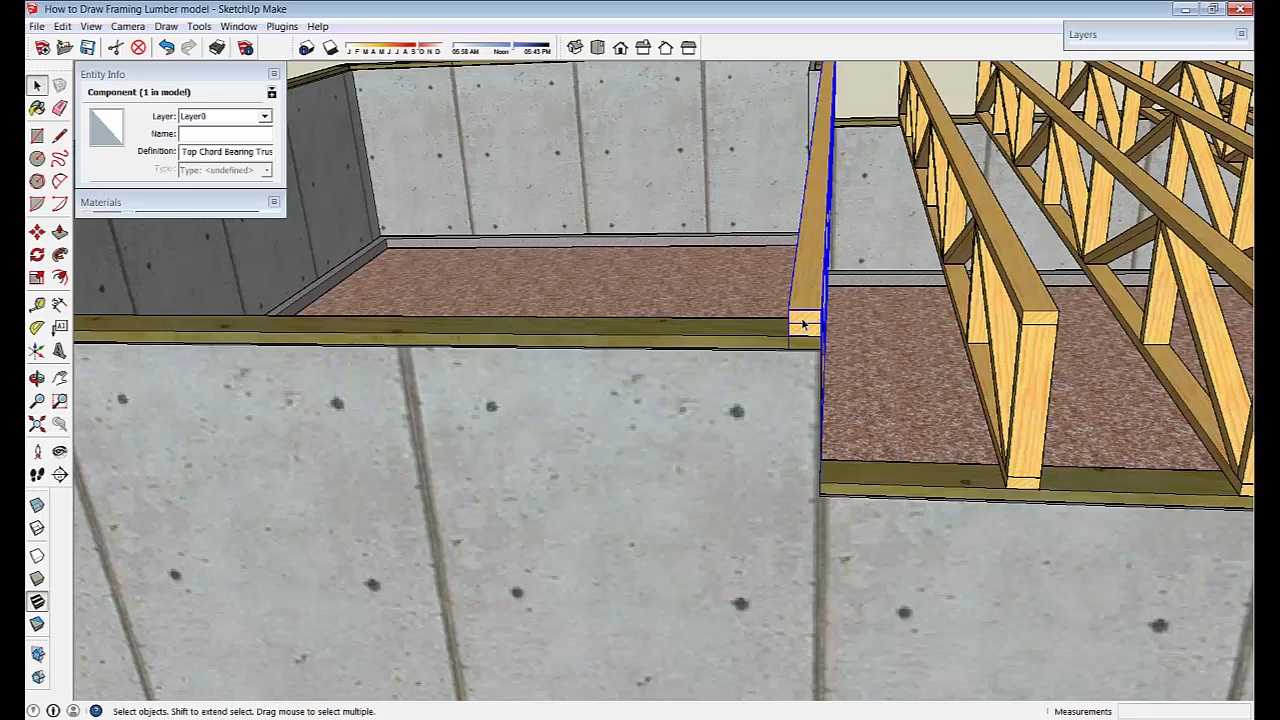 How to Draw Framing Lumber model - SketchUp Make
File Edit View Camera Draw Tools Window Plugins Help
J F M A M J J A S O N D
05:58 AM Noon 05:43 PM
Layers
Entity Info
Component (1 in model)
Layer: Layer0
Name:
Definition: Top Chord Bearing Trus
Type: Type: <undefined>
Materials
Select objects. Shift to extend select. Drag mouse to select multiple.
Measurements